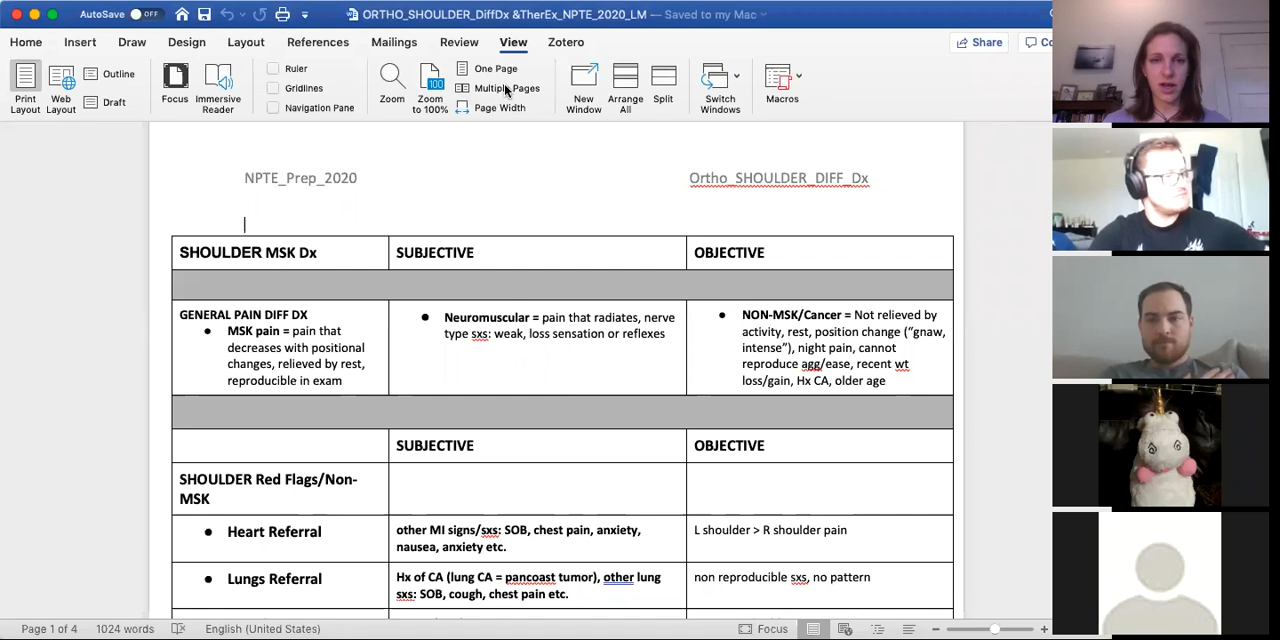 AutoSave OFF
ORTHO_SHOULDER_DiffDx &TherEx_NPTE_2020_LM — Saved to my Mac
Home Insert Draw Design Layout References Mailings Review View Zotero
Share Co
Print Layout
Web Layout
Outline
Draft
Focus
Immersive Reader
Ruler
Gridlines
Navigation Pane
Zoom
100
Zoom to 100%
One Page
Multiple Pages
Page Width
New Window
Arrange All
Split
Switch Windows
Macros
NPTE_Prep_2020 Ortho_SHOULDER_DIFF_Dx
SHOULDER MSK Dx SUBJECTIVE OBJECTIVE
GENERAL PAIN DIFF DX
● MSK pain = pain that
decreases with positional
changes, relieved by rest,
reproducible in exam
● Neuromuscular = pain that radiates, nerve
type sxs: weak, loss sensation or reflexes
● NON-MSK/Cancer = Not relieved by
activity, rest, position change (“gnaw,
intense”), night pain, cannot
reproduce agg/ease, recent wt
loss/gain, Hx CA, older age
SUBJECTIVE OBJECTIVE
SHOULDER Red Flags/Non-
MSK
● Heart Referral
other MI signs/sxs: SOB, chest pain, anxiety,
nausea, anxiety etc.
L shoulder > R shoulder pain
● Lungs Referral
Hx of CA (lung CA = pancoast tumor), other lung
sxs: SOB, cough, chest pain etc.
non reproducible sxs, no pattern
Page 1 of 4 1024 words English (United States) Focus